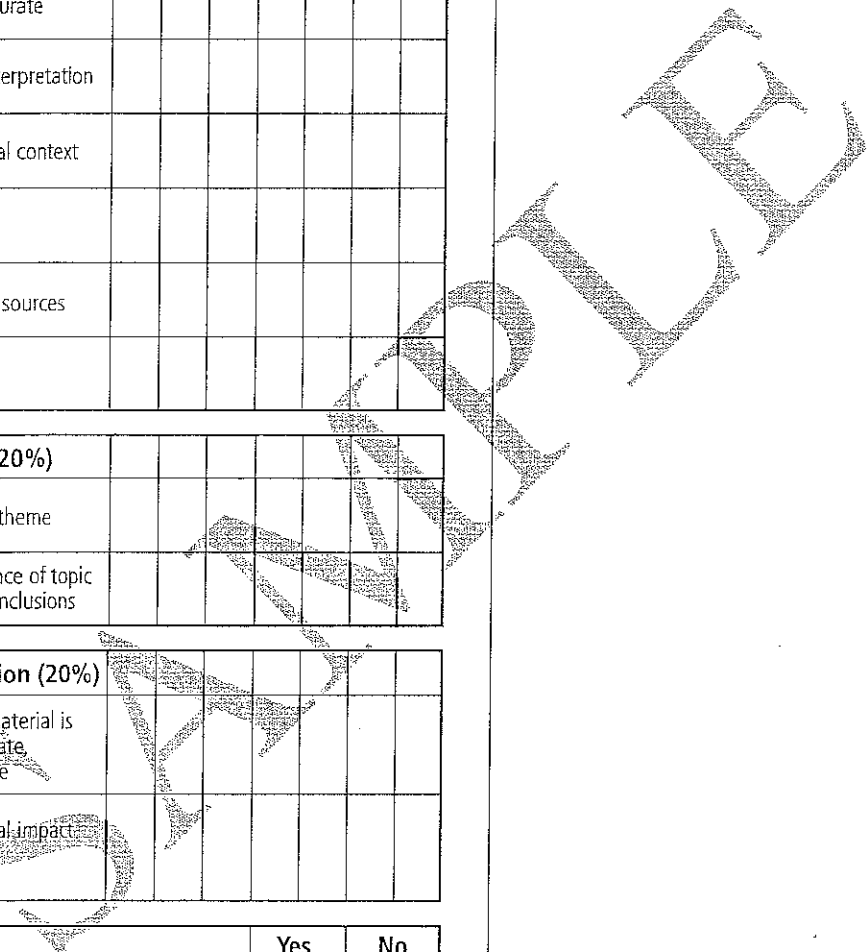 urate
erpretation
al context
sources
20%)
theme
nce of topic
nclusions
ion (20%)
aterial is
ate,
e
al impact
Yes No
SAMPLE